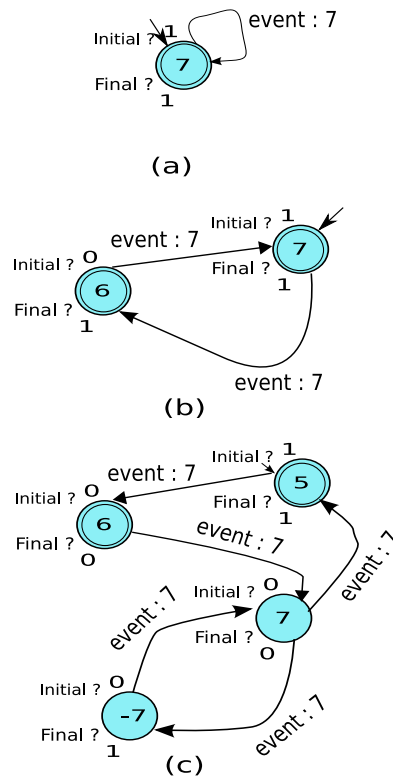 Initial ? 1
event : 7
7
Final ?
1
(a)
1
Initial ?
event : 7
0
7
Initial ?
Final ?
6
1
Final ?
1
event : 7
(b)
1
Initial ?
event : 7
0
5
Initial ?
Final ?
1
6
event : 7
event : 7
Final ?
0
0
Initial ?
event : 7
7
Final ?
0
0
Initial ?
-7
event : 7
Final ?
1
(c)